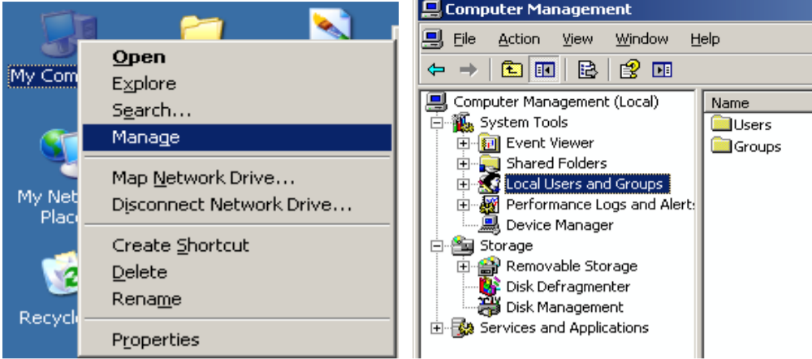 My Com
My Net
Plac
Recycl
Open
Explore
Search...
Manage
Map Network Drive...
Disconnect Network Drive...
Create Shortcut
Delete
Rename
Properties
Computer Management
File Action View Window Help
Computer Management (Local)
System Tools
Event Viewer
Shared Folders
Local Users and Groups
Performance Logs and Alert
Device Manager
Storage
Removable Storage
Disk Defragmenter
Disk Management
Services and Applications
Name
Users
Groups